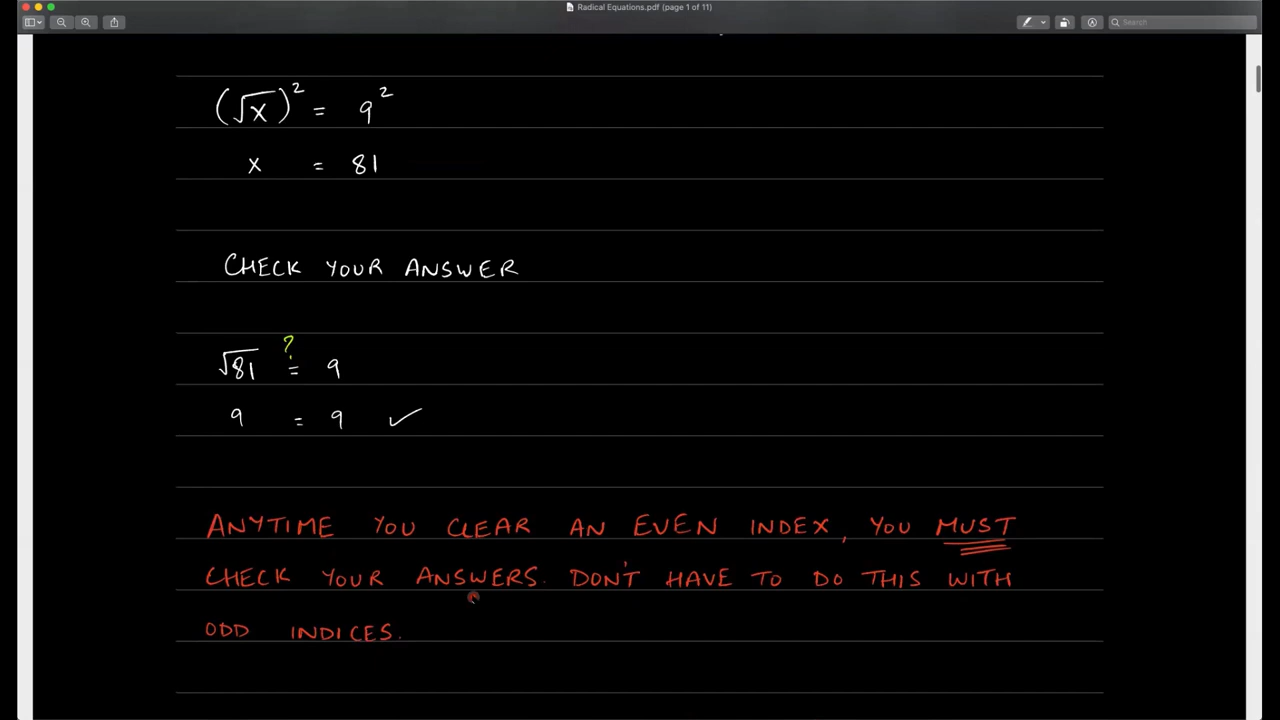 Radical Equations.pdf (page 1 of 11)
Search
(√x)² = 9²
x = 81
CHECK YOUR ANSWER
√81 ?= 9
9 = 9 ✓
ANYTIME YOU CLEAR AN EVEN INDEX, YOU MUST
CHECK YOUR ANSWERS. DON'T HAVE TO DO THIS WITH
ODD INDICES.